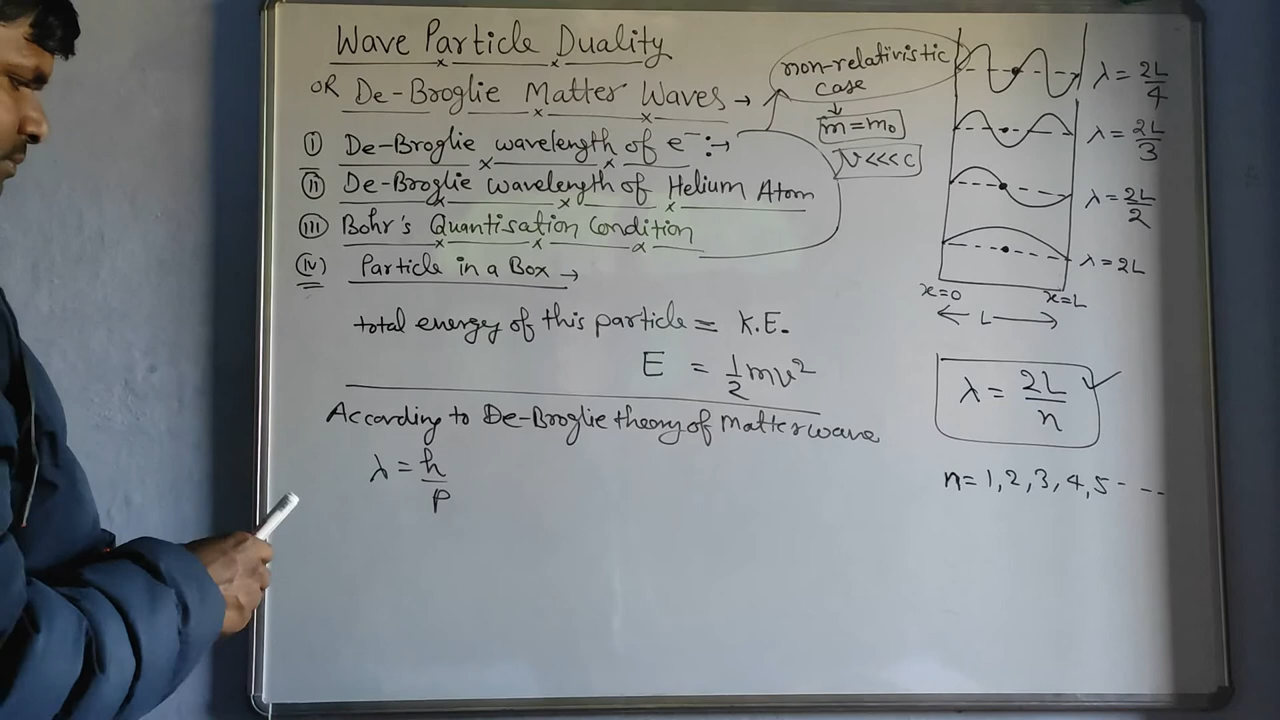 Wave Particle Duality
OR De-Broglie Matter Waves →
non-relativistic
case
m=m₀
v<<<c
(i) De-Broglie wavelength of e⁻:→
(ii) De-Broglie wavelength of Helium Atom
(iii) Bohr's Quantisation Condition
(iv) Particle in a Box →
total energy of this particle = K.E.
E = 1/2 mv²
According to De-Broglie theory of Matter wave
λ = h/p
λ = 2L/4
λ = 2L/3
λ = 2L/2
λ = 2L
x=0 x=L
← L →
λ = 2L/n ✓
n=1,2,3,4,5- - -